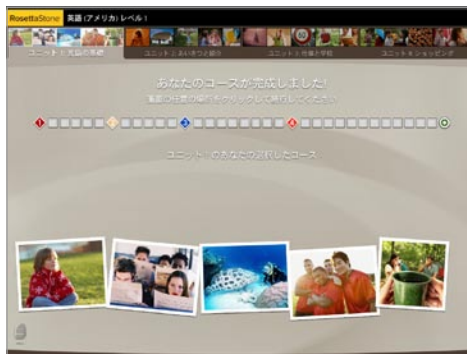 RosettaStone 英語 (アメリカ) レベル 1
ユニット 1: 言語の基礎
ユニット 2: あいさつと紹介
ユニット 3: 仕事と学校
ユニット 4: ショッピング
あなたのコースが完成しました!
画面の任意の場所をクリックして続行してください
1
3
4
ユニット 1 のあなたの選択したコース: